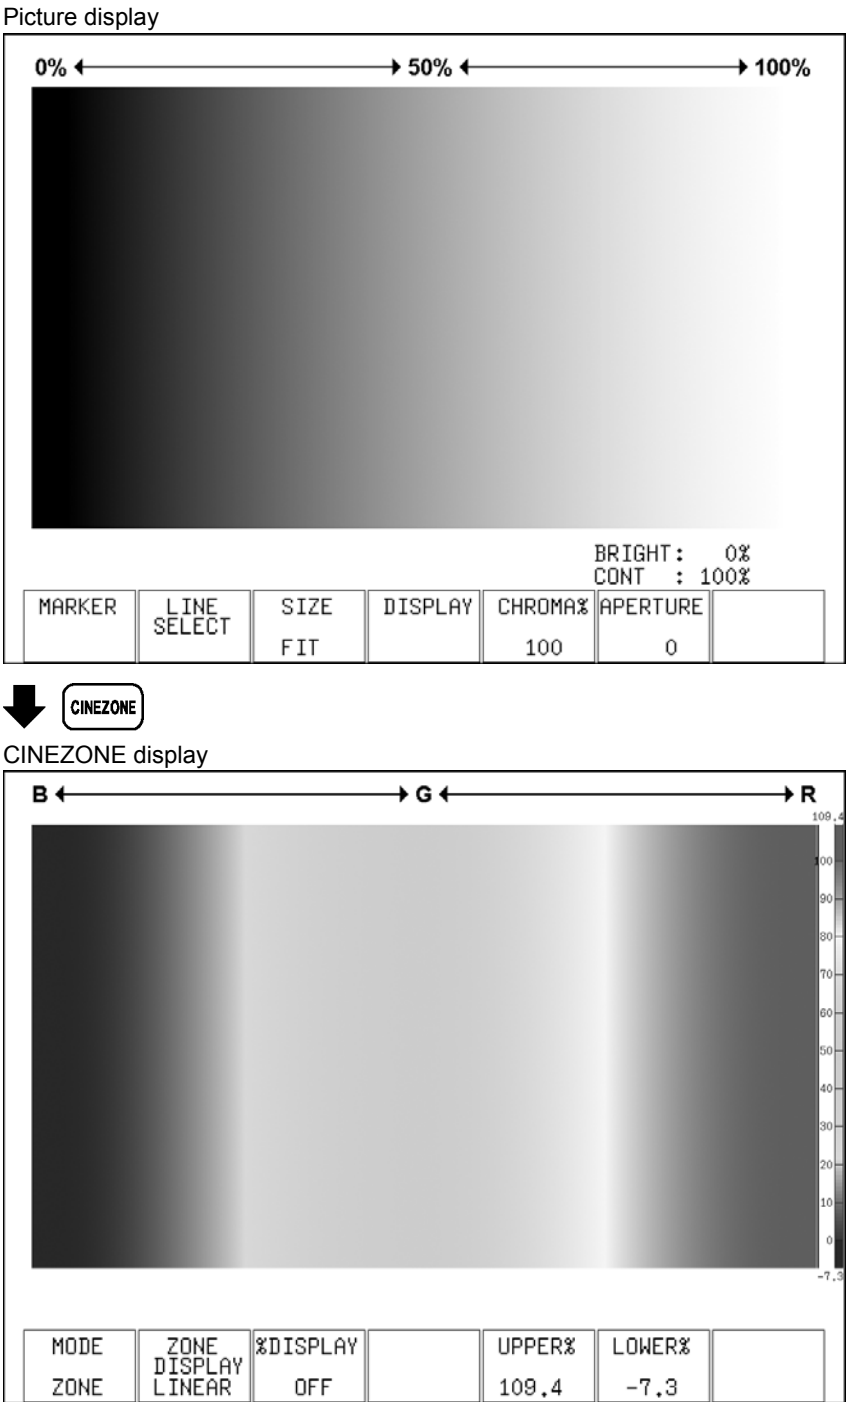 Picture display
0% 50% 100%
BRIGHT: 0%
CONT : 100%
MARKER
LINE SELECT
SIZE
FIT
DISPLAY
CHROMA%
100
APERTURE
0
CINEZONE
CINEZONE display
B G R
109.4
100
90
80
70
60
50
40
30
20
10
0
-7.3
MODE
ZONE
ZONE DISPLAY
LINEAR
%DISPLAY
OFF
UPPER%
109.4
LOWER%
-7.3